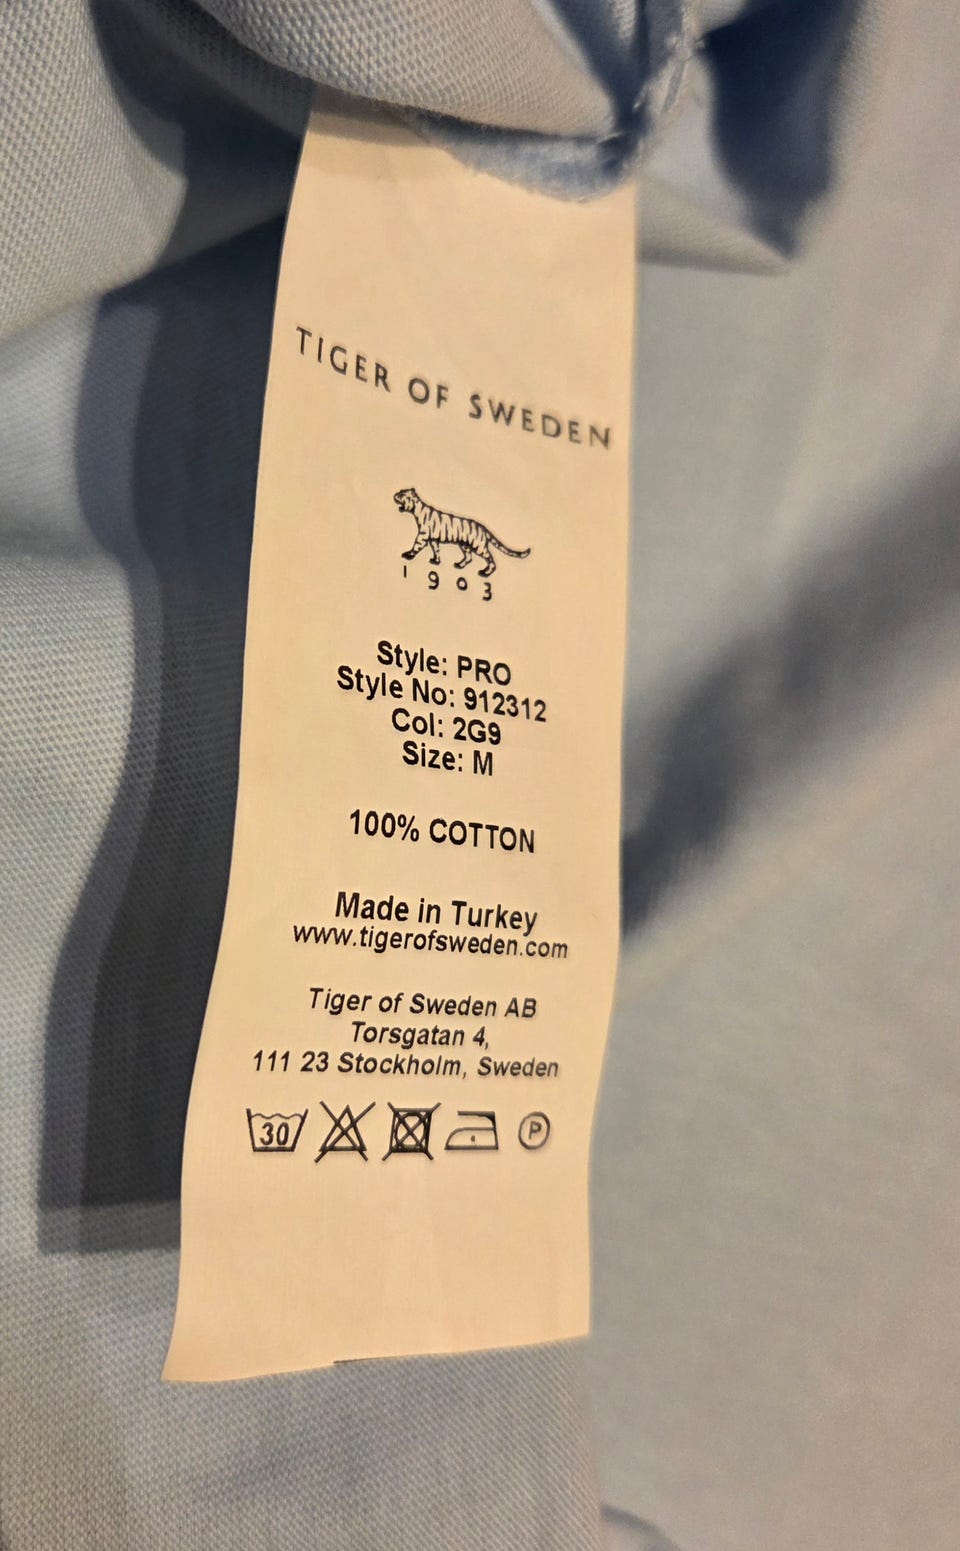 TIGER OF SWEDEN
1903
Style: PRO
Style No: 912312
Col: 2G9
Size: M
100% COTTON
Made in Turkey
www.tigerofsweden.com
Tiger of Sweden AB
Torsgatan 4,
111 23 Stockholm, Sweden
30 P